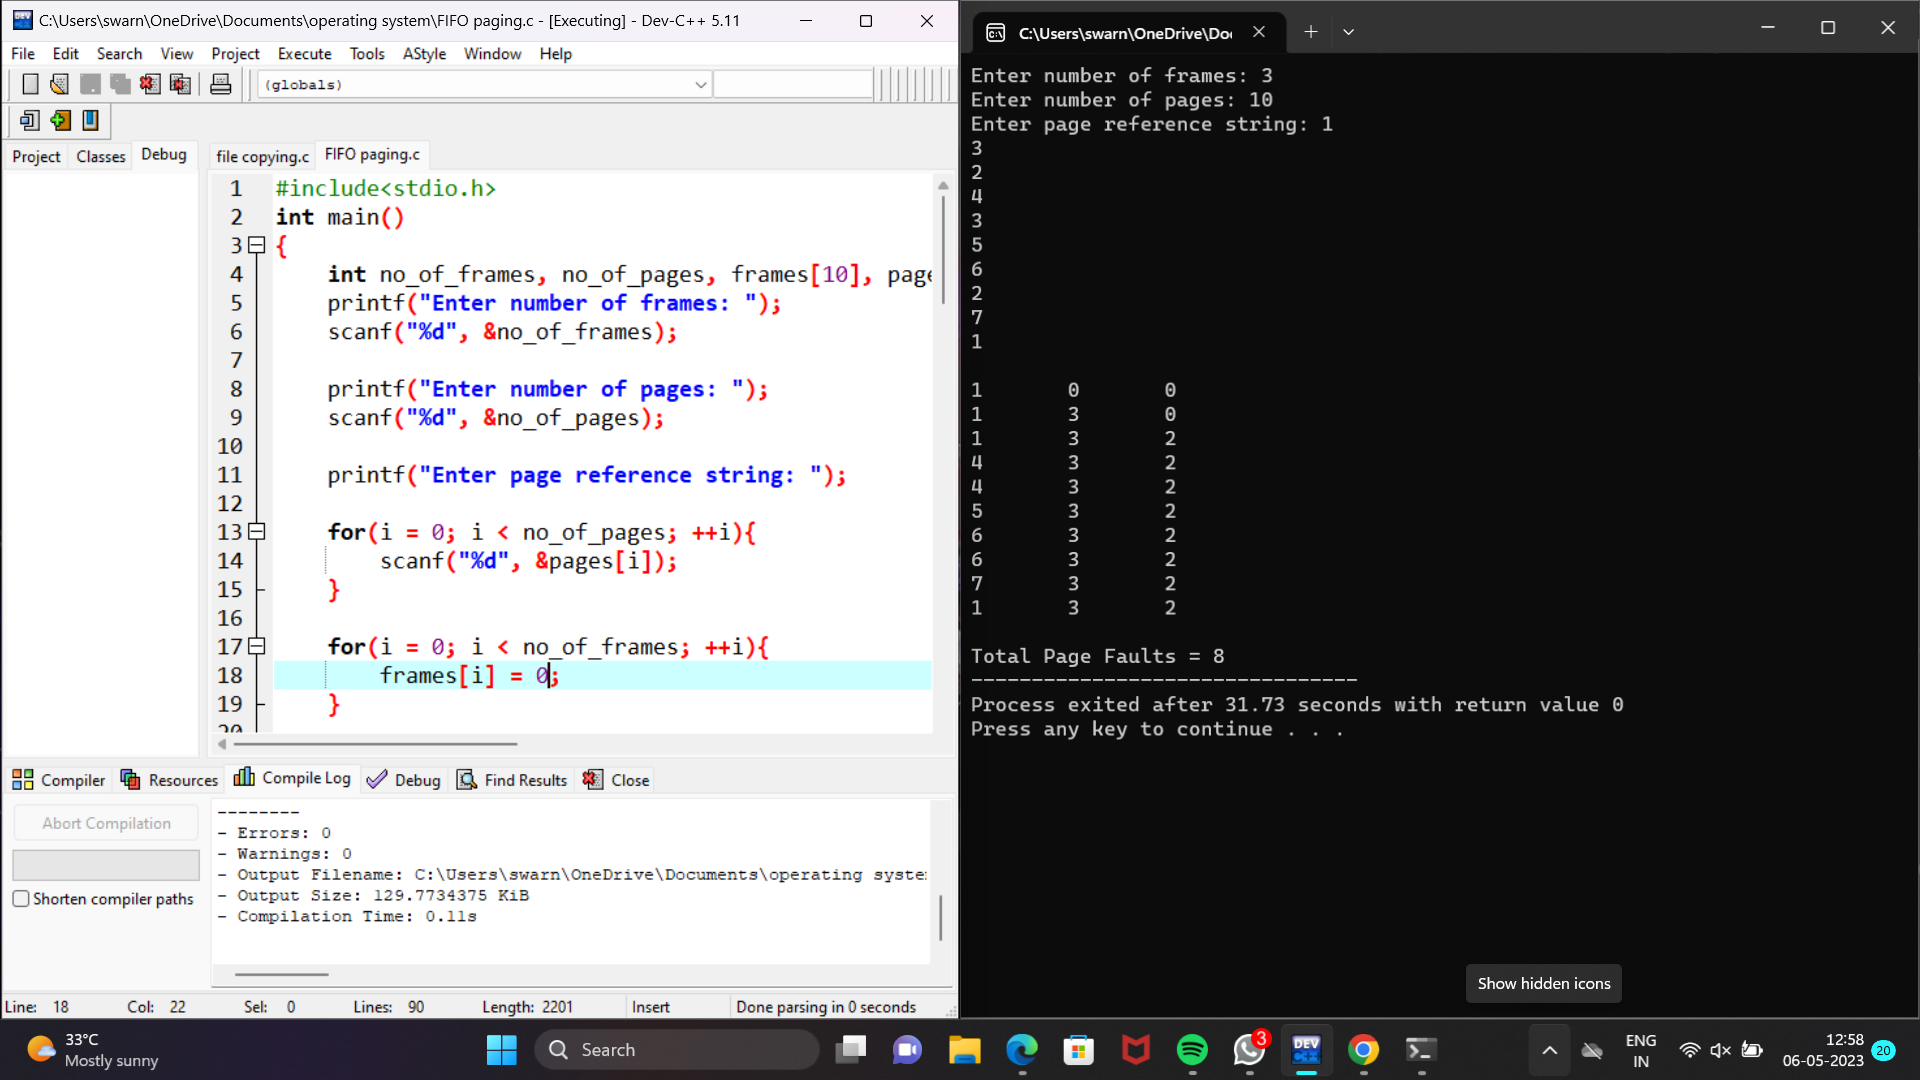 C:\Users\swarn\OneDrive\Documents\operating system\FIFO paging.c - [Executing] - Dev-C++ 5.11
File Edit Search View Project Execute Tools AStyle Window Help
(globals)
Project Classes Debug
file copying.c FIFO paging.c
1 #include<stdio.h>
2 int main()
3 {
4 int no_of_frames, no_of_pages, frames[10], page
5 printf("Enter number of frames: ");
6 scanf("%d", &no_of_frames);
7
8 printf("Enter number of pages: ");
9 scanf("%d", &no_of_pages);
10
11 printf("Enter page reference string: ");
12
13 for(i = 0; i < no_of_pages; ++i){
14 scanf("%d", &pages[i]);
15 }
16
17 for(i = 0; i < no_of_frames; ++i){
18 frames[i] = 0;
19 }
20
Compiler Resources Compile Log Debug Find Results Close
Abort Compilation
Shorten compiler paths
--------
- Errors: 0
- Warnings: 0
- Output Filename: C:\Users\swarn\OneDrive\Documents\operating syste
- Output Size: 129.7734375 KiB
- Compilation Time: 0.11s
Line: 18 Col: 22 Sel: 0 Lines: 90 Length: 2201 Insert Done parsing in 0 seconds
C:\Users\swarn\OneDrive\Do
Enter number of frames: 3
Enter number of pages: 10
Enter page reference string: 1
3
2
4
3
5
6
2
7
1
1 0 0
1 3 0
1 3 2
4 3 2
4 3 2
5 3 2
6 3 2
6 3 2
7 3 2
1 3 2
Total Page Faults = 8
--------------------------------
Process exited after 31.73 seconds with return value 0
Press any key to continue . . .
Show hidden icons
33°C
Mostly sunny
Search
3
DEV
C++
ENG
IN
12:58
06-05-2023
20